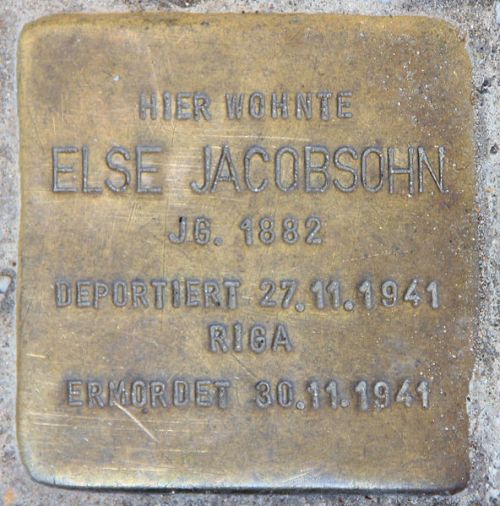 HIER WOHNTE
ELSE JACOBSOHN
JG. 1882
DEPORTIERT 27.11.1941
RIGA
ERMORDET 30.11.1941